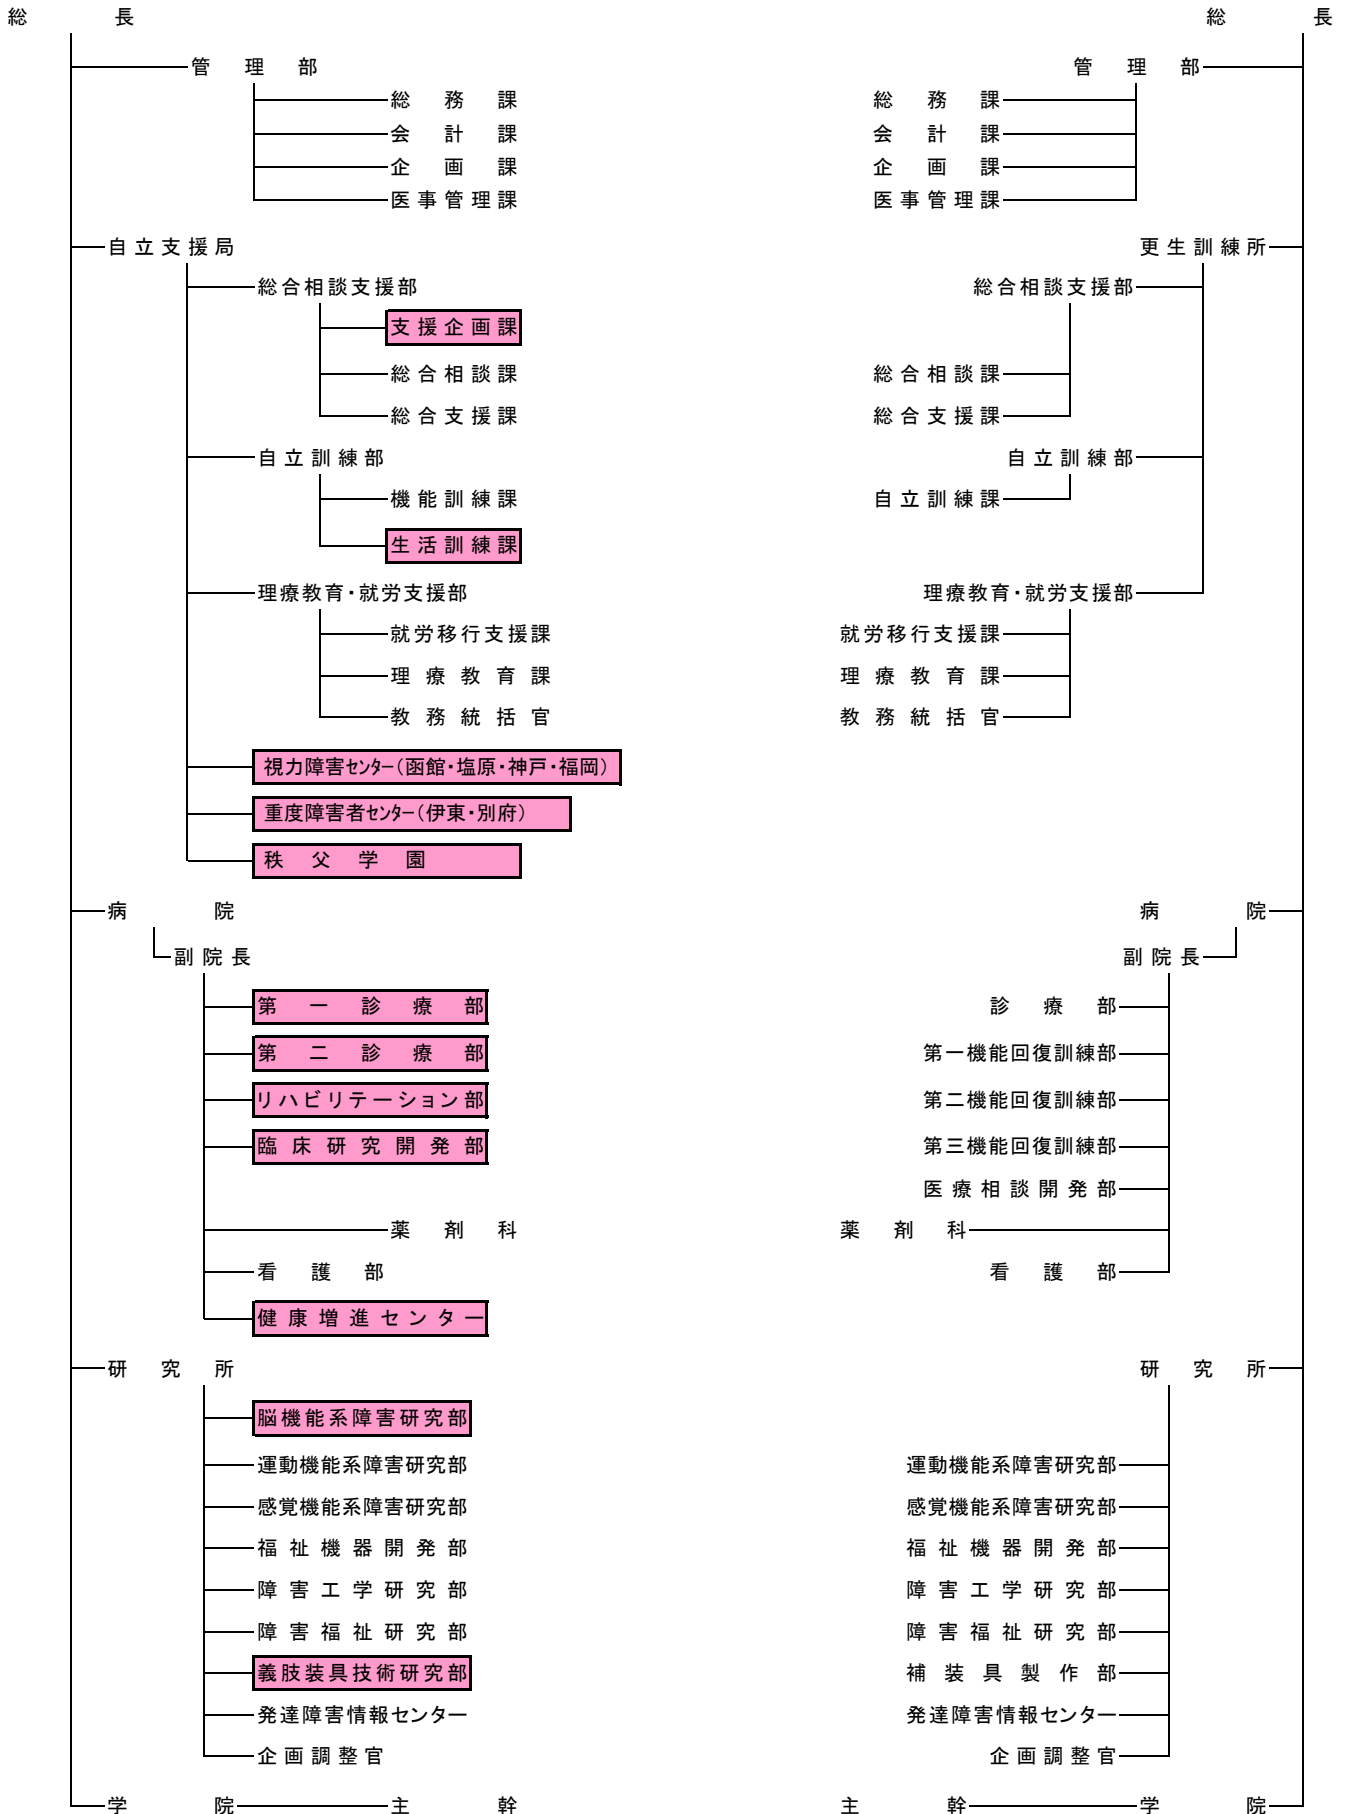 総長 総長
管理部 管理部
総務課 総務課
会計課 会計課
企画課 企画課
医事管理課 医事管理課
自立支援局 更生訓練所
総合相談支援部 総合相談支援部
支援企画課
総合相談課 総合相談課
総合支援課 総合支援課
自立訓練部 自立訓練部
機能訓練課 自立訓練課
生活訓練課
理療教育・就労支援部 理療教育・就労支援部
就労移行支援課 就労移行支援課
理療教育課 理療教育課
教務統括官 教務統括官
視力障害センター(函館・塩原・神戸・福岡)
重度障害者センター(伊東・別府)
秩父学園
病院 病院
副院長 副院長
第一診療部 診療部
第二診療部 第一機能回復訓練部
リハビリテーション部 第二機能回復訓練部
臨床研究開発部 第三機能回復訓練部
医療相談開発部
薬剤科 薬剤科
看護部 看護部
健康増進センター
研究所 研究所
脳機能系障害研究部
運動機能系障害研究部 運動機能系障害研究部
感覚機能系障害研究部 感覚機能系障害研究部
福祉機器開発部 福祉機器開発部
障害工学研究部 障害工学研究部
障害福祉研究部 障害福祉研究部
義肢装具技術研究部 補装具製作部
発達障害情報センター 発達障害情報センター
企画調整官 企画調整官
学院 主幹 主幹 学院